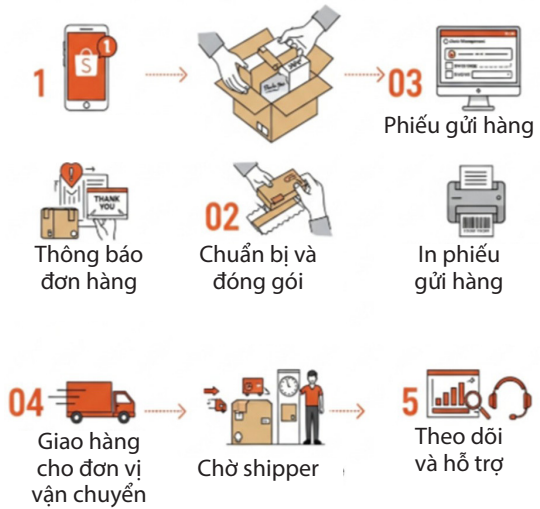 1
S
1
03
Phiếu gửi hàng
THANK
YOU
02
Thông báo
đơn hàng
Chuẩn bị và
đóng gói
In phiếu
gửi hàng
04
5
Giao hàng
cho đơn vị
vận chuyển
Chờ shipper
Theo dõi
và hỗ trợ